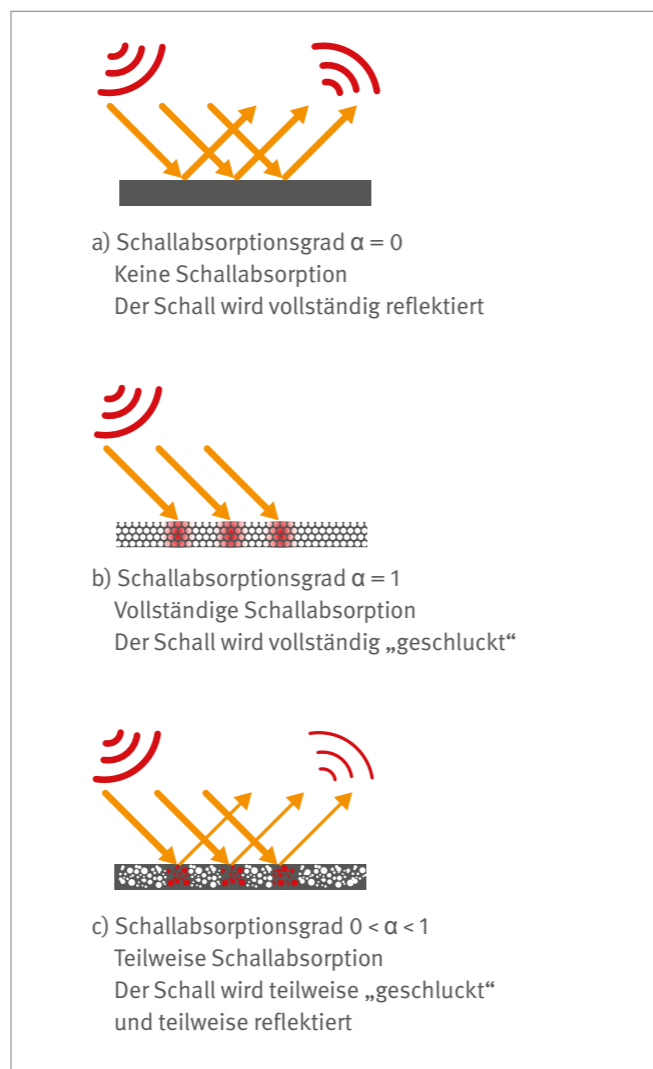 a) Schallabsorptionsgrad α = 0
Keine Schallabsorption
Der Schall wird vollständig reflektiert
b) Schallabsorptionsgrad α = 1
Vollständige Schallabsorption
Der Schall wird vollständig „geschluckt“
c) Schallabsorptionsgrad 0 < α < 1
Teilweise Schallabsorption
Der Schall wird teilweise „geschluckt“
und teilweise reflektiert